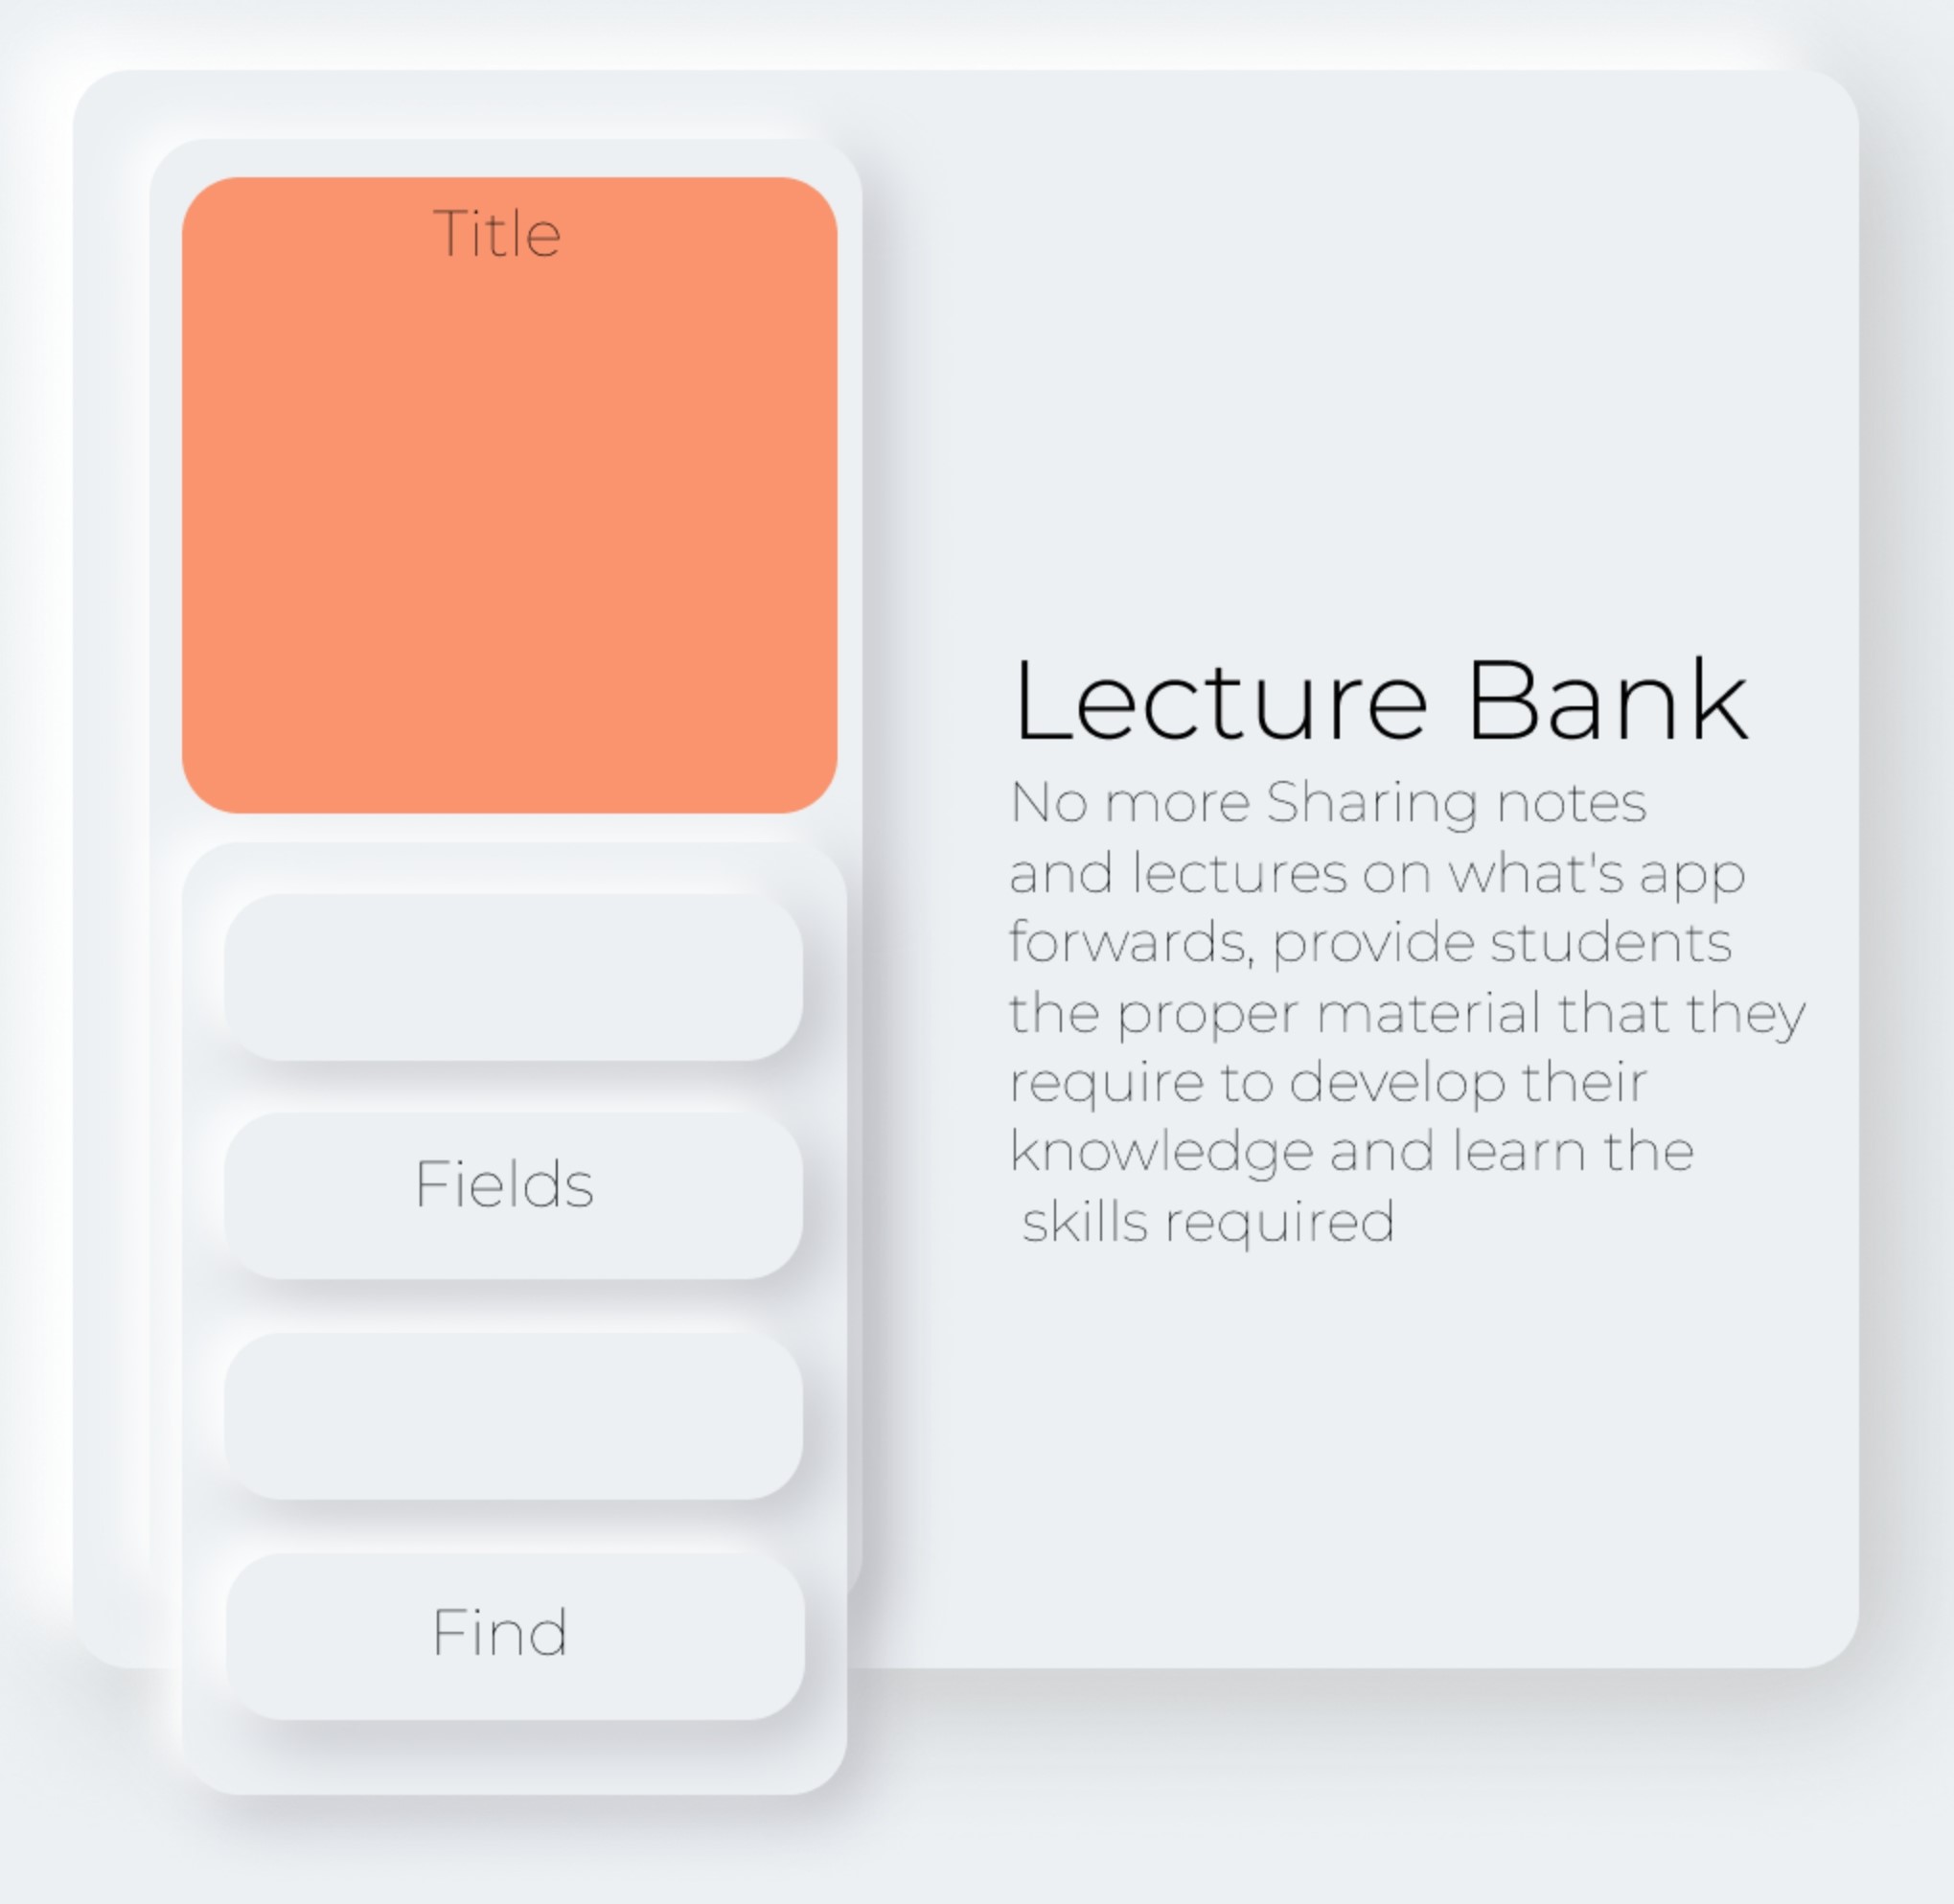 Title
Fields
Find
Lecture Bank
No more Sharing notes
and lectures on what's app
forwards, provide students
the proper material that they
require to develop their
knowledge and learn the
skills required